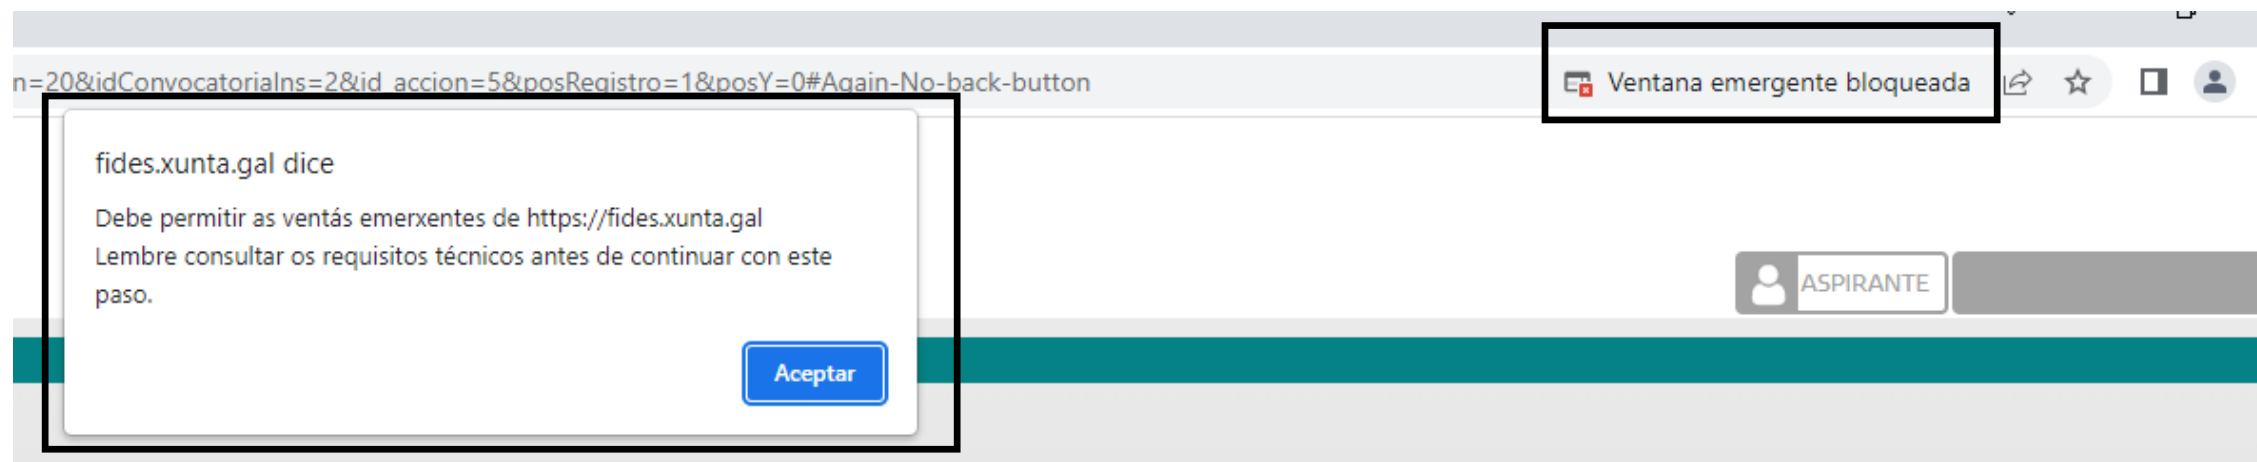 n=20&idConvocatoriaIns=2&id_accion=5&posRegistro=1&posY=0#Again-No-back-button
Ventana emergente bloqueada
fides.xunta.gal dice
Debe permitir as ventás emerxentes de https://fides.xunta.gal
Lembre consultar os requisitos técnicos antes de continuar con este
paso.
Aceptar
ASPIRANTE